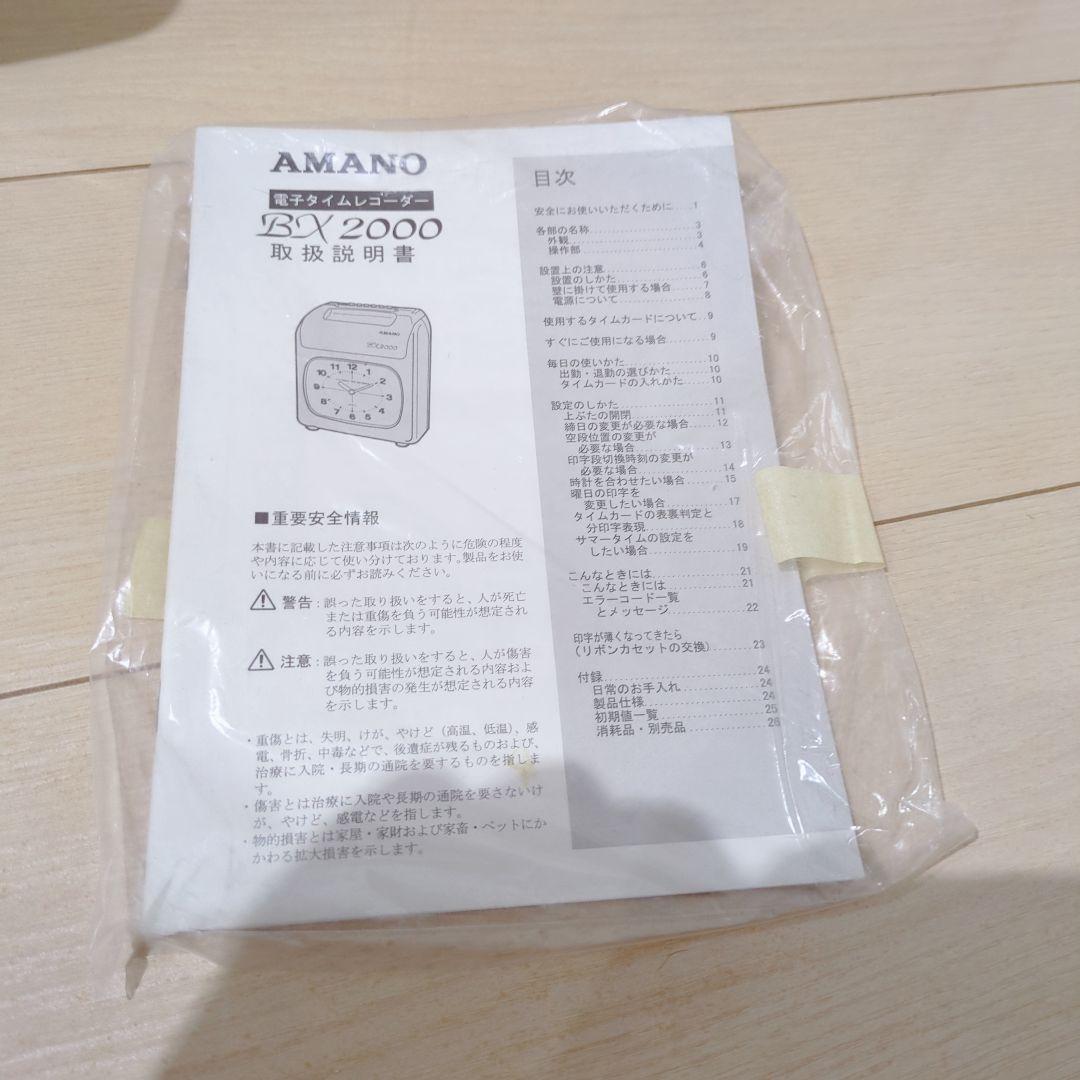 AMANO
電子タイムレコーダー
BX 2000
取扱説明書
AMANO
BX2000
12
1
2
3
4
5
6
7
8
9
10
11
■重要安全情報
本書に記載した注意事項は次のように危険の程度
や内容に応じて使い分けております。製品をお使
いになる前に必ずお読みください。
警告：誤った取り扱いをすると、人が死亡
または重傷を負う可能性が想定され
る内容を示します。
注意：誤った取り扱いをすると、人が傷害
を負う可能性が想定される内容およ
び物的損害の発生が想定される内容
を示します。
・重傷とは、失明、けが、やけど（高温、低温）、感
電、骨折、中毒などで、後遺症が残るものおよび、
治療に入院・長期の通院を要するものを指しま
す。
・傷害とは治療に入院や長期の通院を要さないけ
が、やけど、感電などを指します。
・物的損害とは家屋・家財および家畜・ペットにか
かわる拡大損害を示します。
目次
安全にお使いいただくために....1
各部の名称..................3
外観......................3
操作部....................4
設置上の注意................6
設置のしかた..............6
壁に掛けて使用する場合.......7
電源について..............8
使用するタイムカードについて..9
すぐにご使用になる場合........9
毎日の使いかた..............10
出勤・退勤の選びかた........10
タイムカードの入れかた......10
設定のしかた................11
上ぶたの開閉..............11
締日の変更が必要な場合......12
空段位置の変更が
必要な場合................13
印字段切換時刻の変更が
必要な場合................14
時計を合わせたい場合........15
曜日の印字を
変更したい場合............17
タイムカードの表裏判定と
分印字表現................18
サマータイムの設定を
したい場合................19
こんなときには..............21
こんなときには............21
エラーコード一覧
とメッセージ..............22
印字が薄くなってきたら
（リボンカセットの交換）.......23
付録........................24
日常のお手入れ............24
製品仕様..................24
初期値一覧................25
消耗品・別売品............26